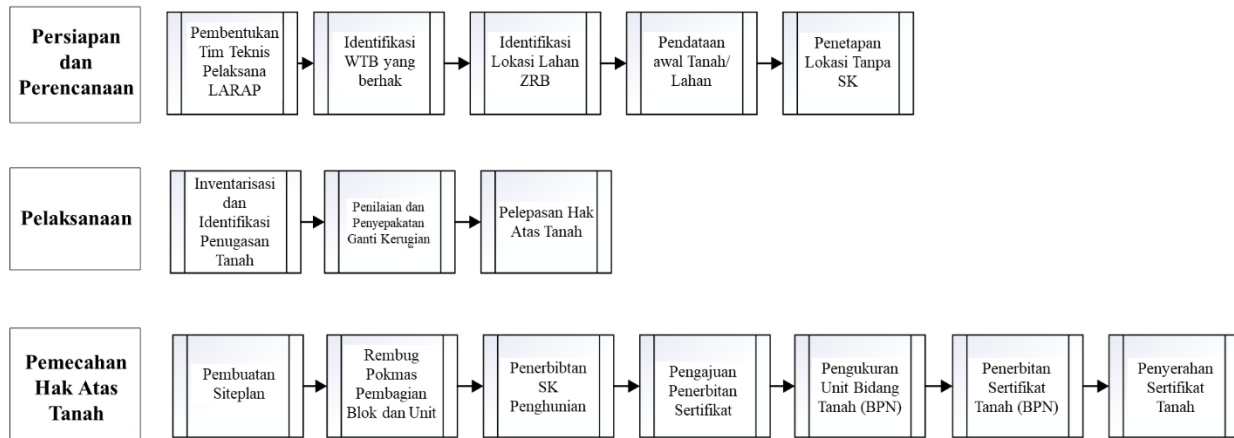 Persiapan
dan
Perencanaan
Pembentukan
Tim Teknis
Pelaksana
LARAP
Identifikasi
WTB yang
berhak
Identifikasi
Lokasi Lahan
ZRB
Pendataan
awal Tanah/
Lahan
Penetapan
Lokasi Tanpa
SK
Pelaksanaan
Inventarisasi
dan
Identifikasi
Penugasan
Tanah
Penilaian dan
Penyepakatan
Ganti Kerugian
Pelepasan Hak
Atas Tanah
Pemecahan
Hak Atas
Tanah
Pembuatan
Siteplan
Rembug
Pokmas
Pembagian
Blok dan Unit
Penerbibtan
SK
Penghunian
Pengajuan
Penerbitan
Sertifikat
Pengukuran
Unit Bidang
Tanah (BPN)
Penerbitan
Sertifikat
Tanah (BPN)
Penyerahan
Sertifikat
Tanah